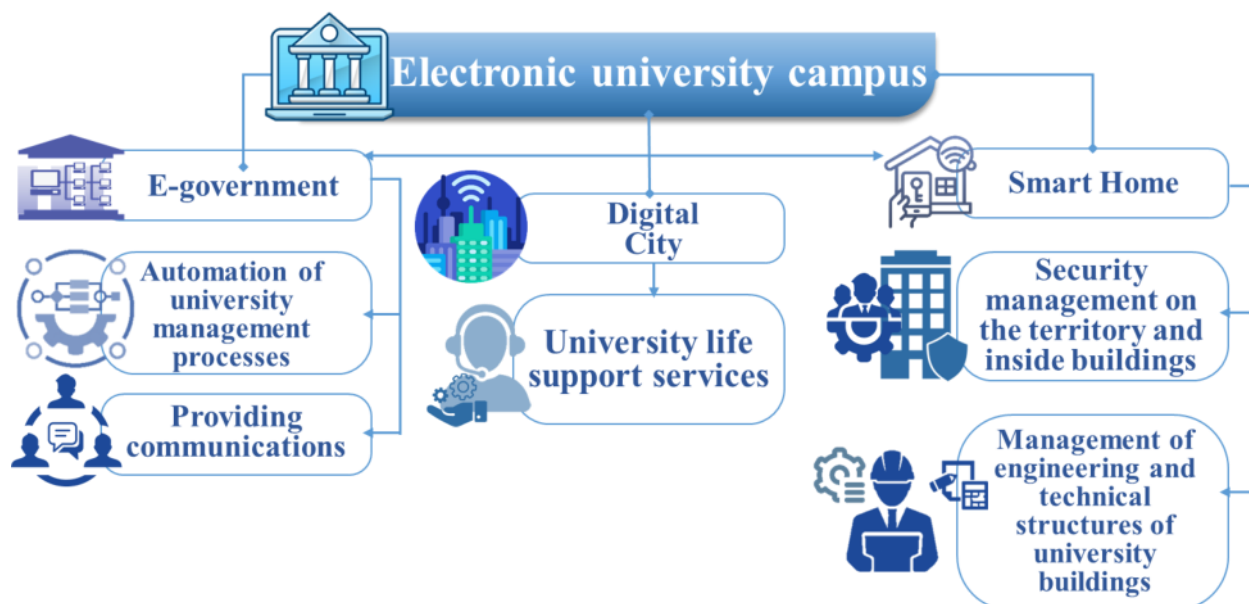 Electronic university campus
E-government
Automation of
university
management
processes
Providing
communications
Digital
City
University life
support services
Smart Home
Security
management on
the territory and
inside buildings
Management of
engineering and
technical
structures of
university
buildings